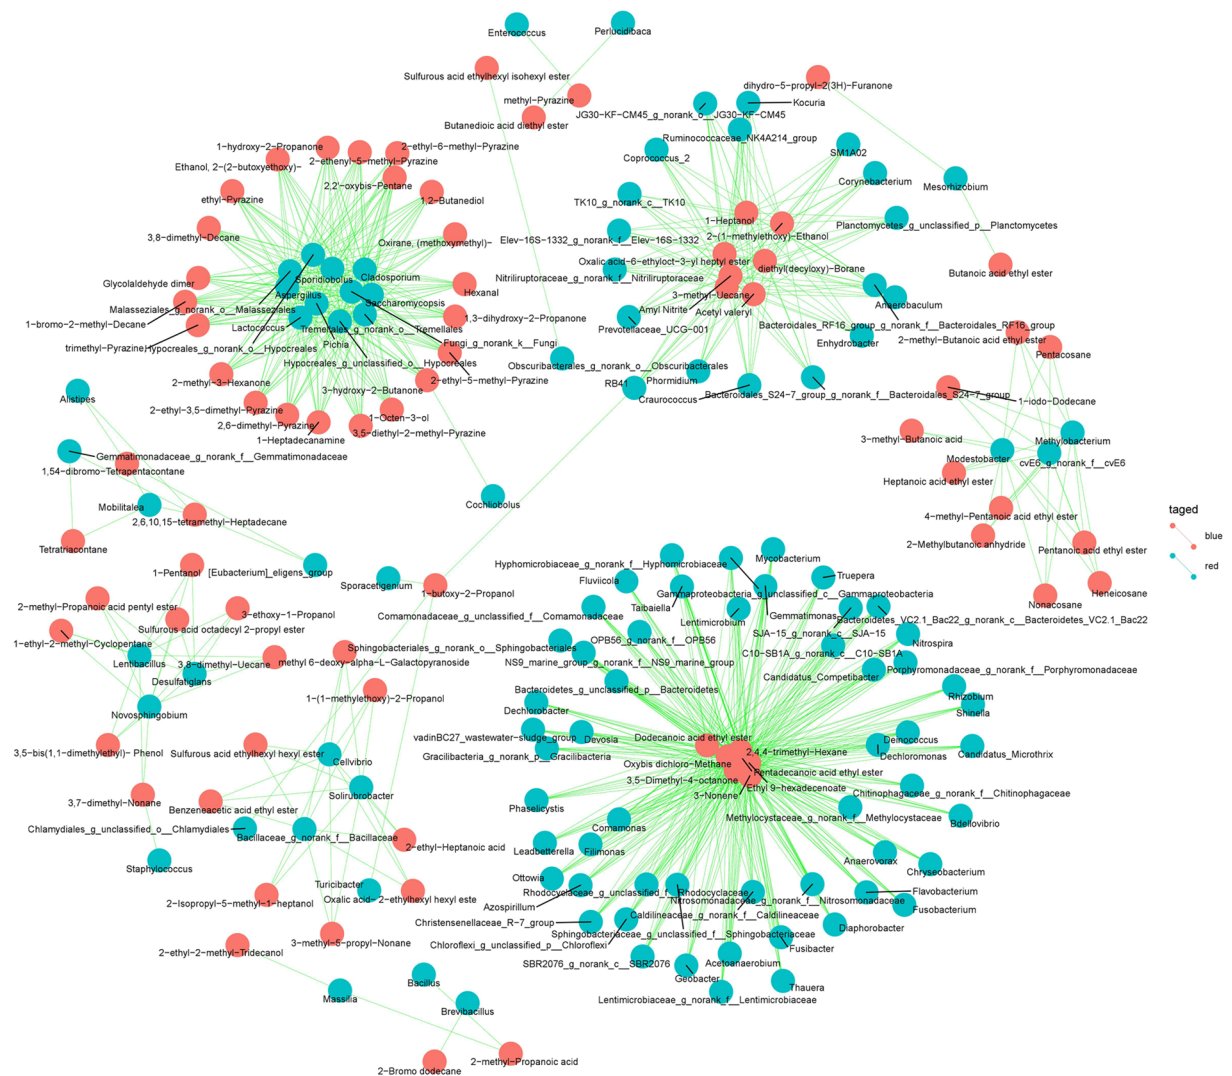 Enterococcus
Perlucidibaca
Sulfurous acid ethylhexyl isohexyl ester
methyl−Pyrazine
Butanedioic acid diethyl ester
dihydro−5−propyl−2(3H)−Furanone
Kocuria
JG30−KF−CM45_g_norank_o__JG30−KF−CM45
Ruminococcaceae_NK4A214_group
Coprococcus_2
SM1A02
Corynebacterium
Mesorhizobium
TK10_g_norank_c__TK10
1−Heptanol
Planctomycetes_g_unclassified_p__Planctomycetes
2−(1−methylethoxy)−Ethanol
Elev−16S−1332_g_norank_f__Elev−16S−1332
Oxalic acid−6−ethyloct−3−yl heptyl ester
diethyl(decyloxy)−Borane
Butanoic acid ethyl ester
Nitriliruptoraceae_g_norank_f__Nitriliruptoraceae
3−methyl−Uecane
Anaerobaculum
Amyl Nitrite
Acetyl valeryl
Prevotellaceae_UCG−001
Bacteroidales_RF16_group_g_norank_f__Bacteroidales_RF16_group
Enhydrobacter
2−methyl−Butanoic acid ethyl ester
Pentacosane
Obscuribacterales_g_norank_o__Obscuribacterales
Phormidium
RB41
Craurococcus
Bacteroidales_S24−7_group_g_norank_f__Bacteroidales_S24−7_group
1−iodo−Dodecane
1−hydroxy−2−Propanone
2−ethyl−6−methyl−Pyrazine
Ethanol, 2−(2−butoxyethoxy)−
2−ethenyl−5−methyl−Pyrazine
2,2'−oxybis−Pentane
ethyl−Pyrazine
1,2−Butanediol
3,8−dimethyl−Decane
Oxirane, (methoxymethyl)−
Sporidiobolus
Cladosporium
Glycolaldehyde dimer
Aspergillus
Saccharomycopsis
Hexanal
Malasseziales_g_norank_o__Malasseziales
1−bromo−2−methyl−Decane
Lactococcus
Tremellales_g_norank_o__Tremellales
1,3−dihydroxy−2−Propanone
trimethyl−Pyrazine
Hypocreales_g_norank_o__Hypocreales
Pichia
Fungi_g_norank_k__Fungi
Hypocreales_g_unclassified_o__Hypocreales
2−methyl−3−Hexanone
3−hydroxy−2−Butanone
2−ethyl−5−methyl−Pyrazine
2−ethyl−3,5−dimethyl−Pyrazine
1−Octen−3−ol
2,6−dimethyl−Pyrazine
3,5−diethyl−2−methyl−Pyrazine
1−Heptadecanamine
3−methyl−Butanoic acid
Methylobacterium
Modestobacter
cvE6_g_norank_f__cvE6
Heptanoic acid ethyl ester
4−methyl−Pentanoic acid ethyl ester
2−Methylbutanoic anhydride
Pentanoic acid ethyl ester
Heneicosane
Nonacosane
taged
blue
red
Alistipes
Gemmatimonadaceae_g_norank_f__Gemmatimonadaceae
1,54−dibromo−Tetrapentacontane
Mobilitalea
2,6,10,15−tetramethyl−Heptadecane
Tetratriacontane
Cochliobolus
1−Pentanol
[Eubacterium]_eligens_group
Sporacetigenium
1−butoxy−2−Propanol
2−methyl−Propanoic acid pentyl ester
3−ethoxy−1−Propanol
Sulfurous acid octadecyl 2−propyl ester
1−ethyl−2−methyl−Cyclopentane
Lentibacillus
3,8−dimethyl−Uecane
methyl 6−deoxy−alpha−L−Galactopyranoside
Desulfatiglans
1−(1−methylethoxy)−2−Propanol
Novosphingobium
3,5−bis(1,1−dimethylethyl)− Phenol
Sulfurous acid ethylhexyl hexyl ester
Cellvibrio
Solirubrobacter
3,7−dimethyl−Nonane
Benzeneacetic acid ethyl ester
Chlamydiales_g_unclassified_o__Chlamydiales
Bacillaceae_g_norank_f__Bacillaceae
2−ethyl−Heptanoic acid
Staphylococcus
Turicibacter
2−Isopropyl−5−methyl−1−heptanol
Oxalic acid− 2−ethylhexyl hexyl este
2−ethyl−2−methyl−Tridecanol
3−methyl−5−propyl−Nonane
Massilia
Bacillus
Brevibacillus
2−Bromo dodecane
2−methyl−Propanoic acid
Hyphomicrobiaceae_g_norank_f__Hyphomicrobiaceae
Mycobacterium
Fluviicola
Truepera
Gammaproteobacteria_g_unclassified_c__Gammaproteobacteria
Taibaiella
Comamonadaceae_g_unclassified_f__Comamonadaceae
Lentimicrobium
Gemmatimonas
Bacteroidetes_VC2.1_Bac22_g_norank_c__Bacteroidetes_VC2.1_Bac22
SJA−15_g_norank_c__SJA−15
OPB56_g_norank_f__OPB56
Nitrospira
Sphingobacteriales_g_norank_o__Sphingobacteriales
C10−SB1A_g_norank_c__C10−SB1A
NS9_marine_group_g_norank_f__NS9_marine_group
Porphyromonadaceae_g_norank_f__Porphyromonadaceae
Candidatus_Competibacter
Bacteroidetes_g_unclassified_p__Bacteroidetes
Rhizobium
Dechlorobacter
Shinella
vadinBC27_wastewater−sludge_group
Devosia
Dodecanoic acid ethyl ester
Deinococcus
Gracilibacteria_g_norank_p__Gracilibacteria
2,4,4−trimethyl−Hexane
Dechloromonas
Candidatus_Microthrix
Oxybis dichloro−Methane
Pentadecanoic acid ethyl ester
3,5−Dimethyl−4−octanone
Ethyl 9−hexadecenoate
3−Nonene
Chitinophagaceae_g_norank_f__Chitinophagaceae
Phaselicystis
Methylocystaceae_g_norank_f__Methylocystaceae
Bdellovibrio
Comamonas
Leadbetterella
Filimonas
Anaerovorax
Chryseobacterium
Ottowia
Rhodocyclaceae_g_unclassified_f__Rhodocyclaceae
Flavobacterium
Azospirillum
Nitrosomonadaceae_g_norank_f__Nitrosomonadaceae
Fusobacterium
Caldilineaceae_g_norank_f__Caldilineaceae
Christensenellaceae_R−7_group
Diaphorobacter
Sphingobacteriaceae_g_unclassified_f__Sphingobacteriaceae
Chloroflexi_g_unclassified_p__Chloroflexi
Fusibacter
SBR2076_g_norank_c__SBR2076
Acetoanaerobium
Geobacter
Thauera
Lentimicrobiaceae_g_norank_f__Lentimicrobiaceae